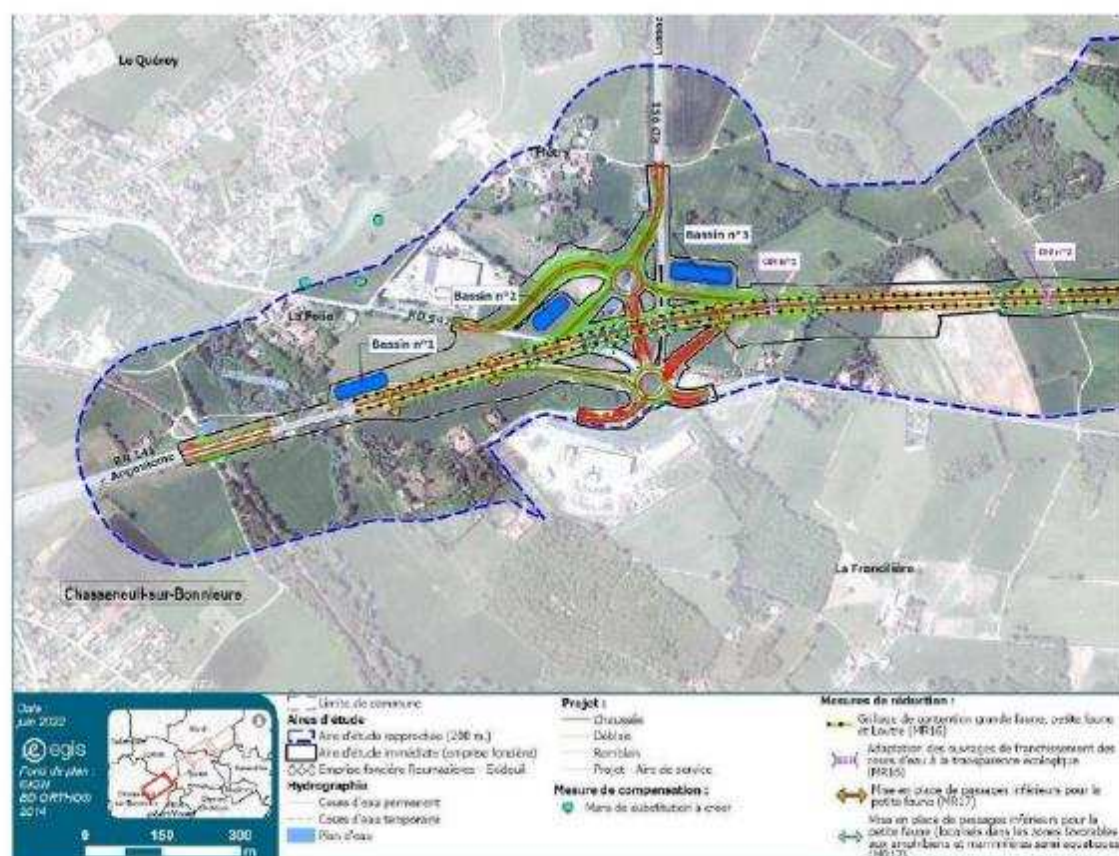 Le Quérey
Lussac
Bassin n°3
OH n°2
Bassin n°2
Bassin n°1
RN 141
Angoulême
Chasseneuil-sur-Bonnieure
La Francilière
Date
juin 2022
egis
Fond de plan :
BD ORTHO®
2014
0 150 300
m
Limite de commune
Aires d'étude
Aire d'étude rapprochée (200 m.)
Aire d'étude immédiate (emprise foncière)
Emprise foncière Roumazières - Exideuil
Hydrographie
Cours d'eau permanent
Cours d'eau temporaire
Plan d'eau
Projet :
Chaussée
Déblais
Remblais
Projet - Aire de service
Mesure de compensation :
Mare de substitution à créer
Mesures de réduction :
Grillage de contention grande faune, petite faune
et Loutre (MR16)
Adaptation des ouvrages de franchissement des
cours d'eau à la transparence écologique
Mise en place de passages inférieurs pour la
petite faune (MR17)
Mise en place de passages inférieurs pour la
petite faune (localisés dans les zones favorables
aux amphibiens et mammifères semi aquatiques)
(MR17)